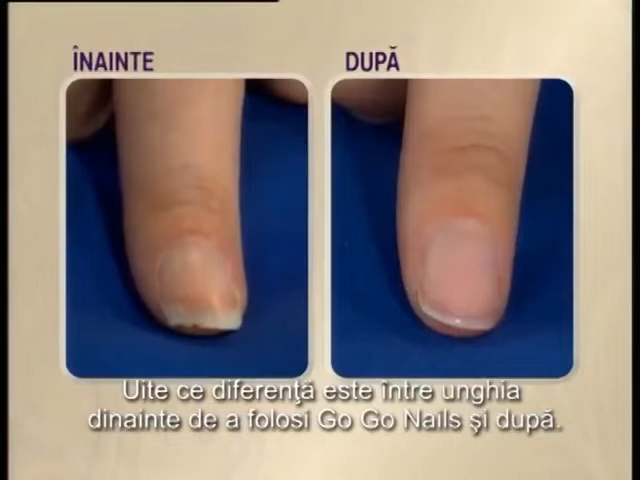 ÎNAINTE
DUPĂ
Uite ce diferenţă este între unghia
dinainte de a folosi Go Go Nails şi după.